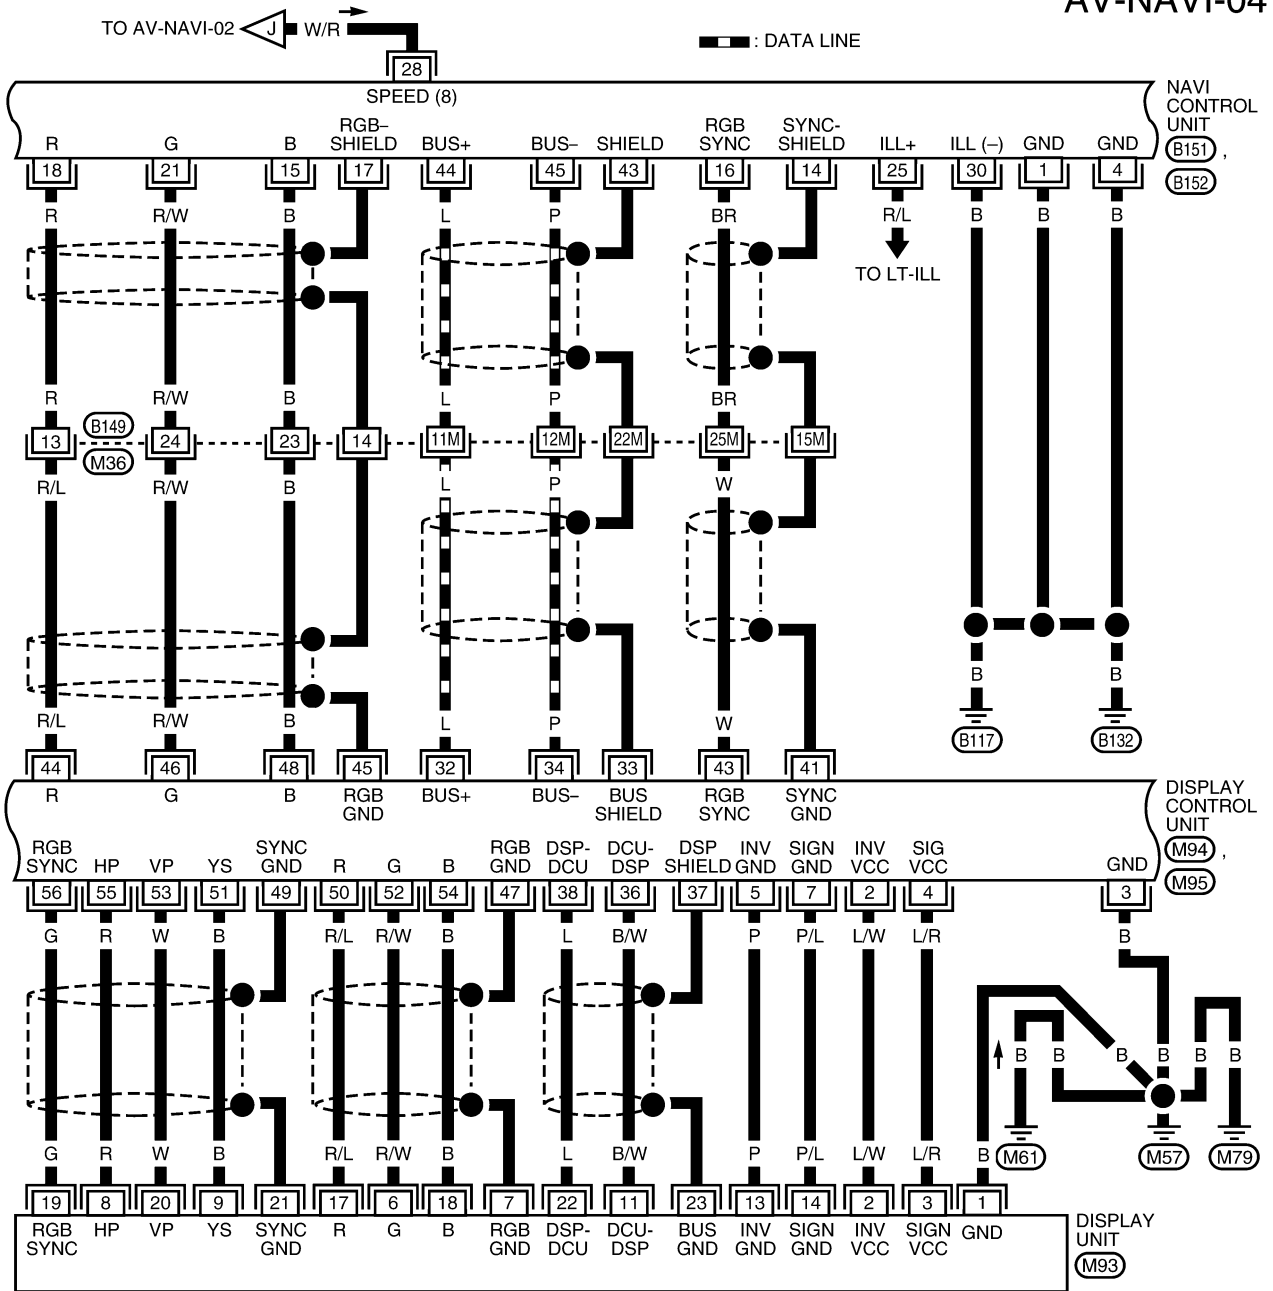 AV-NAVI-04
TO AV-NAVI-02 J W/R
: DATA LINE
28
SPEED (8)
NAVI
CONTROL
UNIT
B151 ,
B152
R G B RGB– SHIELD BUS+ BUS– SHIELD RGB SYNC SYNC- SHIELD ILL+ ILL (–) GND GND
18 21 15 17 44 45 43 16 14 25 30 1 4
R R/W B L P BR R/L B B B
TO LT-ILL
R R/W B L P BR
B149
13 24 23 14 11M 12M 22M 25M 15M
M36
R/L R/W B L P W
B B
R/L R/W B L P W
B117 B132
44 46 48 45 32 34 33 43 41
R G B RGB GND BUS+ BUS– BUS SHIELD RGB SYNC SYNC GND
DISPLAY
CONTROL
UNIT
M94 ,
M95
RGB SYNC HP VP YS SYNC GND R G B RGB GND DSP- DCU DCU- DSP DSP SHIELD INV GND SIGN GND INV VCC SIG VCC GND
56 55 53 51 49 50 52 54 47 38 36 37 5 7 2 4 3
G R W B R/L R/W B L B/W P P/L L/W L/R B
B B B B B B
G R W B R/L R/W B L B/W P P/L L/W L/R B
M61 M57 M79
19 8 20 9 21 17 6 18 7 22 11 23 13 14 2 3 1
RGB SYNC HP VP YS SYNC GND R G B RGB GND DSP- DCU DCU- DSP BUS GND INV GND SIGN GND INV VCC SIGN VCC GND
DISPLAY
UNIT
M93